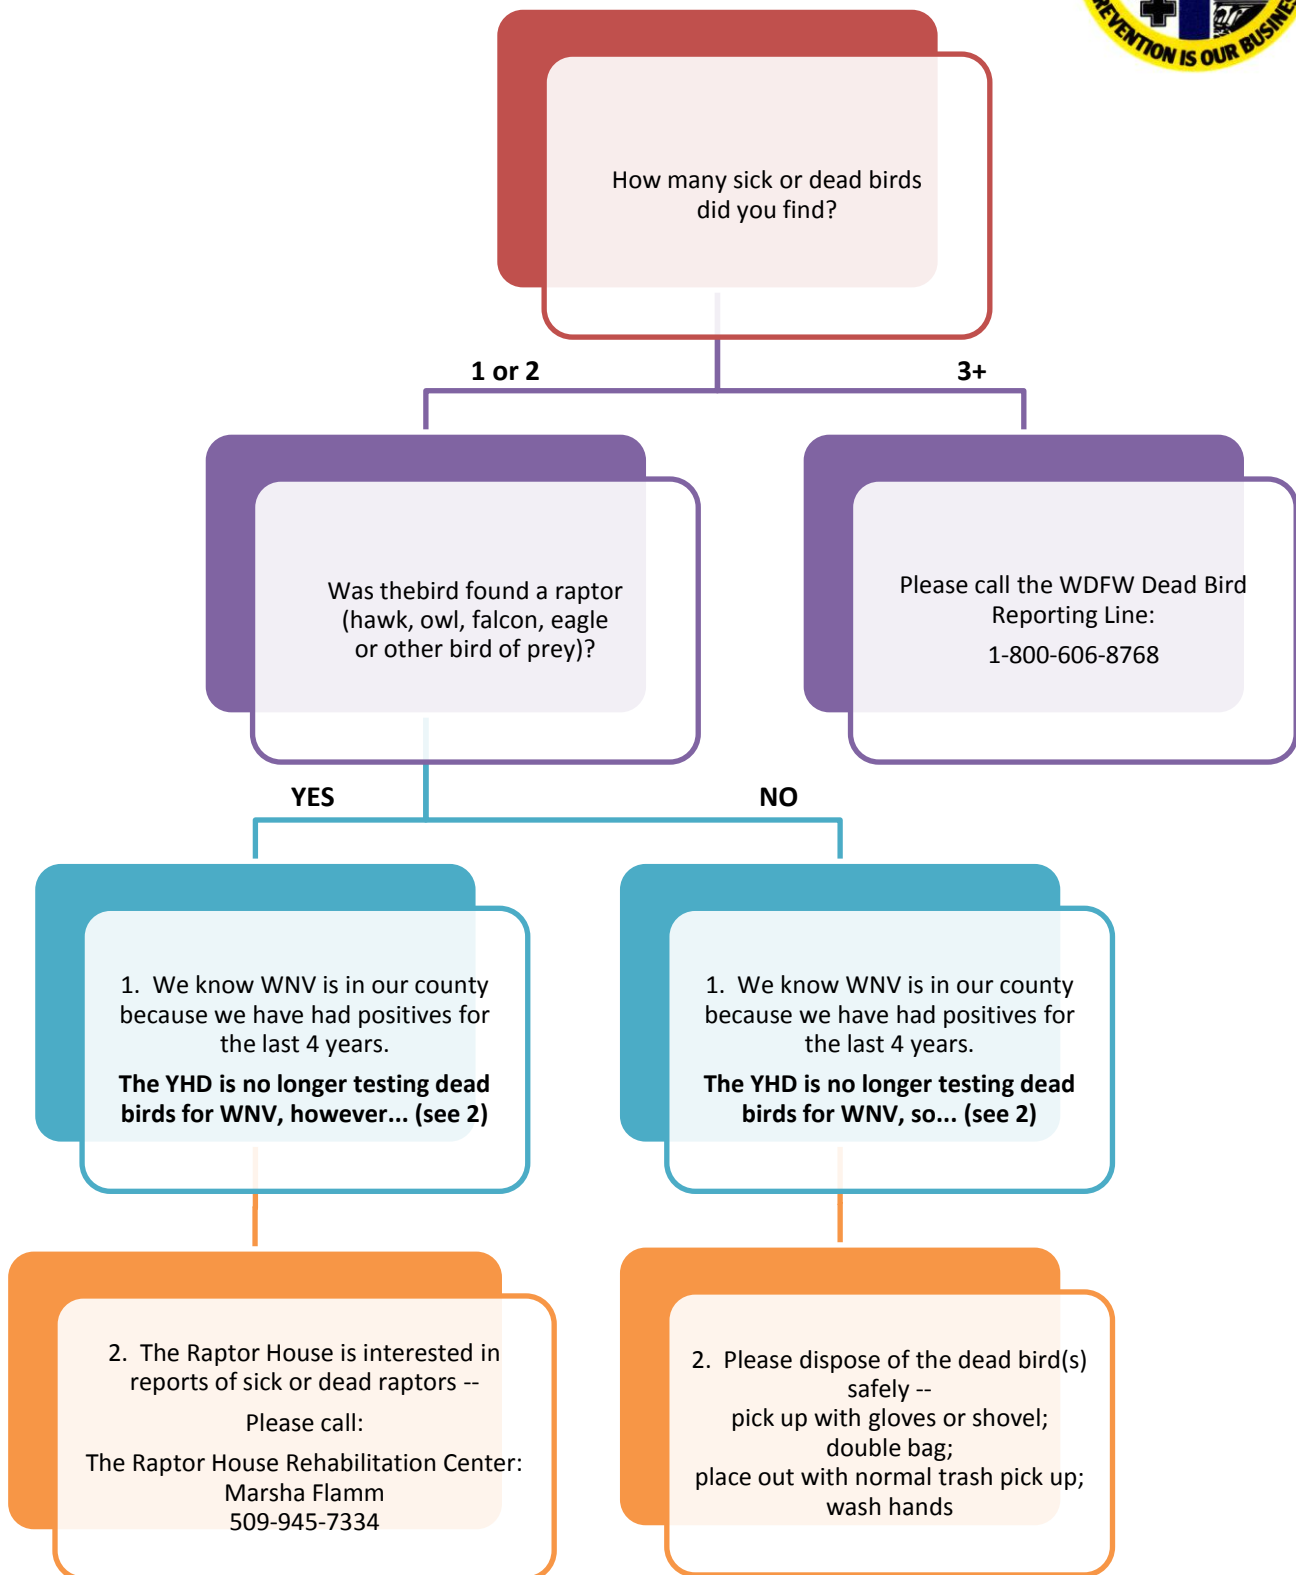 REVENTION IS OUR BUSINES
How many sick or dead birds
did you find?
1 or 2
3+
Was thebird found a raptor
(hawk, owl, falcon, eagle
or other bird of prey)?
Please call the WDFW Dead Bird
Reporting Line:
1-800-606-8768
YES
NO
1. We know WNV is in our county
because we have had positives for
the last 4 years.
The YHD is no longer testing dead
birds for WNV, however... (see 2)
1. We know WNV is in our county
because we have had positives for
the last 4 years.
The YHD is no longer testing dead
birds for WNV, so... (see 2)
2. The Raptor House is interested in
reports of sick or dead raptors --
Please call:
The Raptor House Rehabilitation Center:
Marsha Flamm
509-945-7334
2. Please dispose of the dead bird(s)
safely --
pick up with gloves or shovel;
double bag;
place out with normal trash pick up;
wash hands